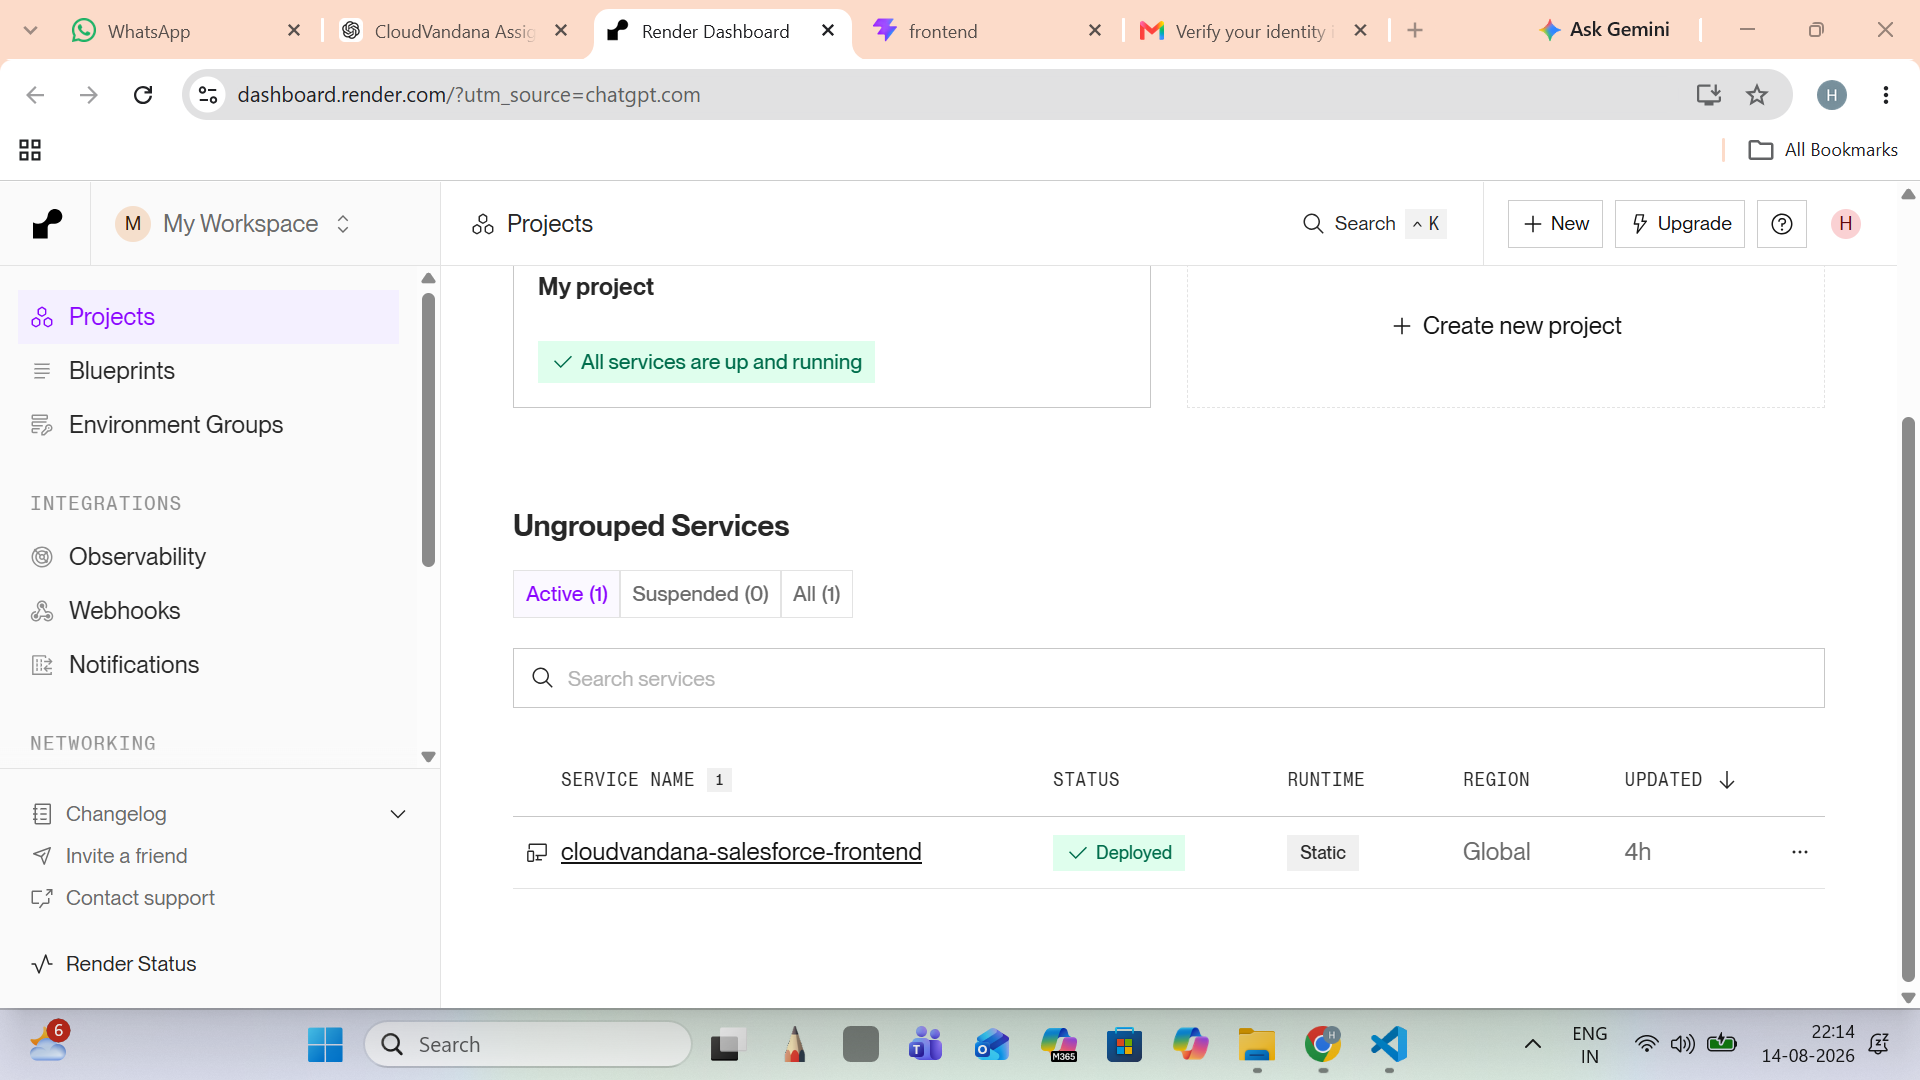 WhatsApp
CloudVandana Assig
Render Dashboard
frontend
Verify your identity i
Ask Gemini
dashboard.render.com/?utm_source=chatgpt.com
H
All Bookmarks
M My Workspace
Projects
Search ^ K
+ New
Upgrade
H
Projects
Blueprints
Environment Groups
INTEGRATIONS
Observability
Webhooks
Notifications
NETWORKING
Changelog
Invite a friend
Contact support
Render Status
My project
All services are up and running
+ Create new project
Ungrouped Services
Active (1) Suspended (0) All (1)
Search services
SERVICE NAME 1 STATUS RUNTIME REGION UPDATED
cloudvandana-salesforce-frontend Deployed Static Global 4h
6
Search
M365
ENG
IN
22:14
14-08-2026